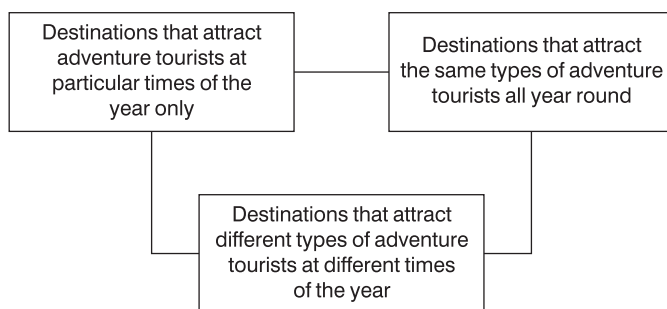 Destinations that attract
adventure tourists at
particular times of the
year only
Destinations that attract
the same types of adventure
tourists all year round
Destinations that attract
different types of adventure
tourists at different times
of the year